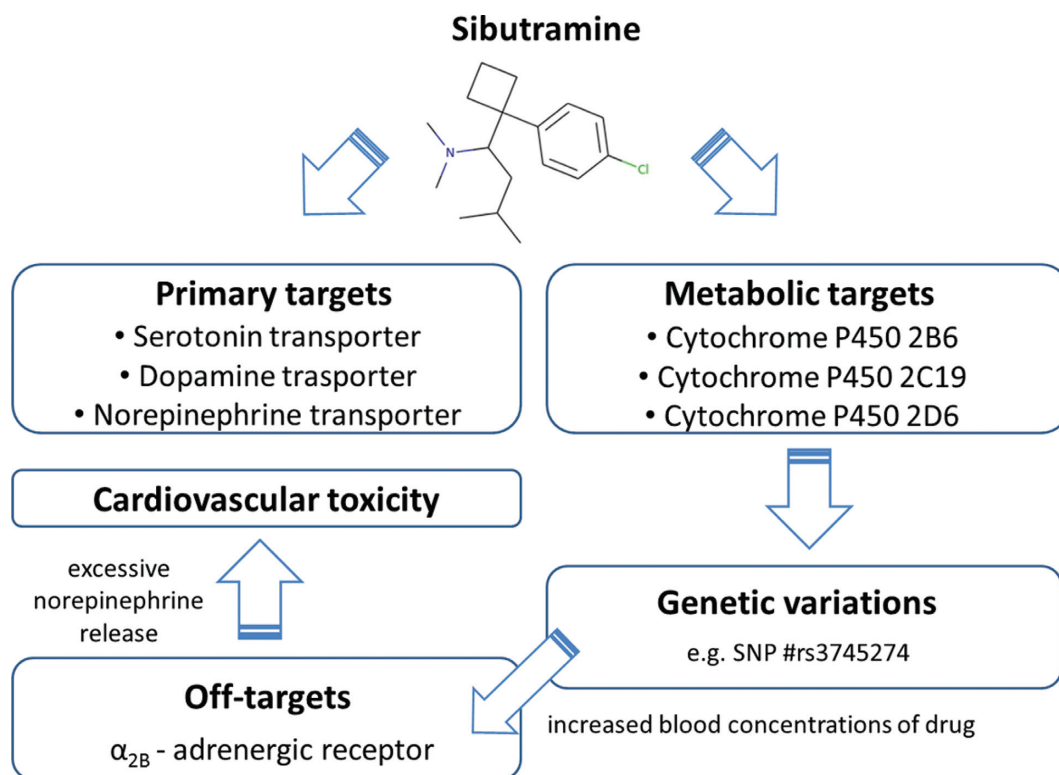 Sibutramine
N
Cl
Primary targets
• Serotonin transporter
• Dopamine trasporter
• Norepinephrine transporter
Metabolic targets
• Cytochrome P450 2B6
• Cytochrome P450 2C19
• Cytochrome P450 2D6
Cardiovascular toxicity
excessive
norepinephrine
release
Genetic variations
e.g. SNP #rs3745274
increased blood concentrations of drug
Off-targets
α2B - adrenergic receptor